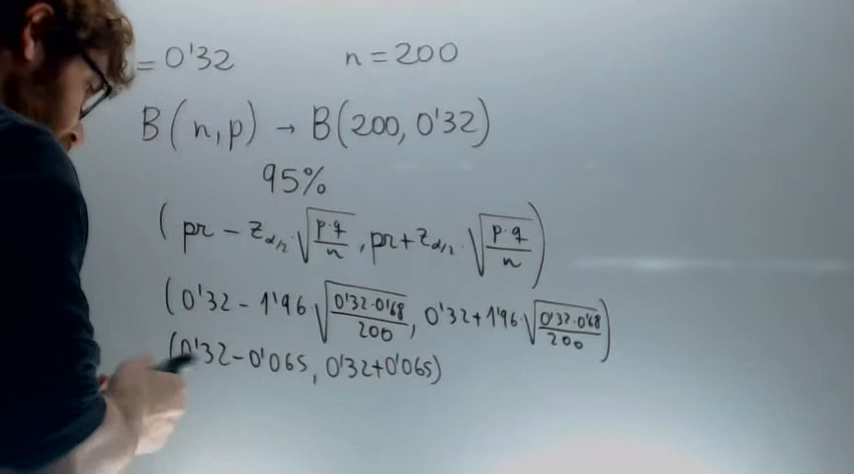 = 0'32 n = 200
B(n,p) → B(200, 0'32)
95%
(pr - z_{α/2} · √(p·q/n), pr + z_{α/2} · √(p·q/n))
(0'32 - 1'96 · √(0'32·0'68/200), 0'32 + 1'96 · √(0'32·0'68/200))
(0'32 - 0'065, 0'32 + 0'065)